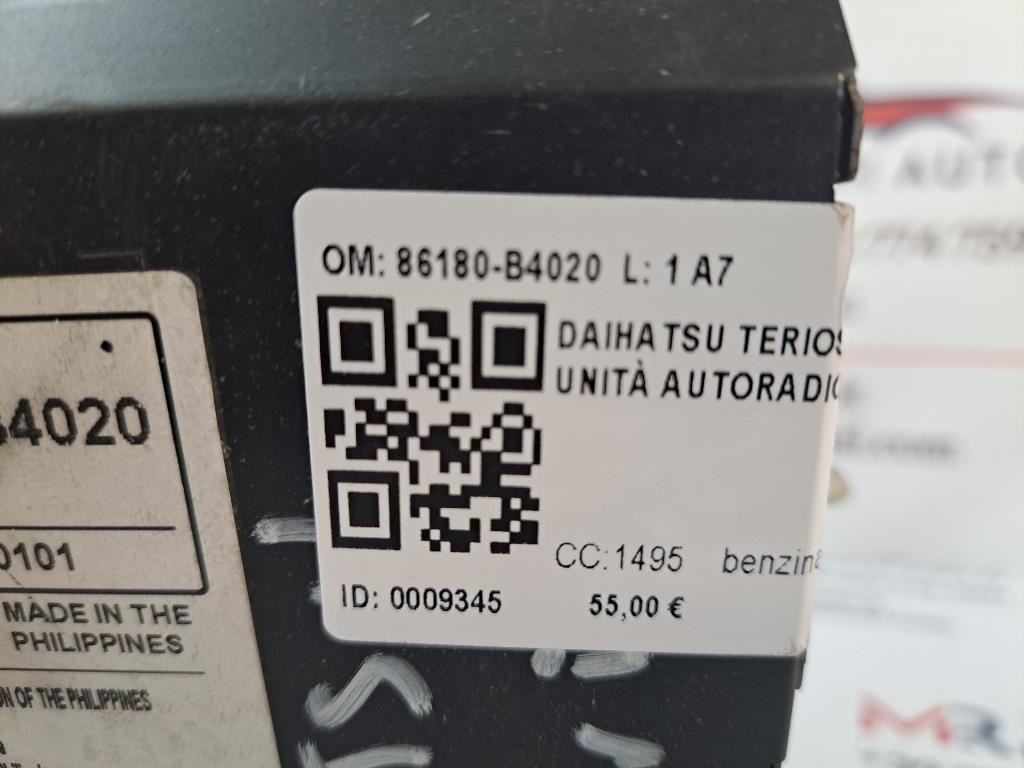 OM: 86180-B4020 L: 1 A7
DAIHATSU TERIOS
UNITÀ AUTORADIO
CC:1495 benzina
ID: 0009345 55,00 €
4020
0101
MADE IN THE
PHILIPPINES
OF THE PHILIPPINES
AUTO